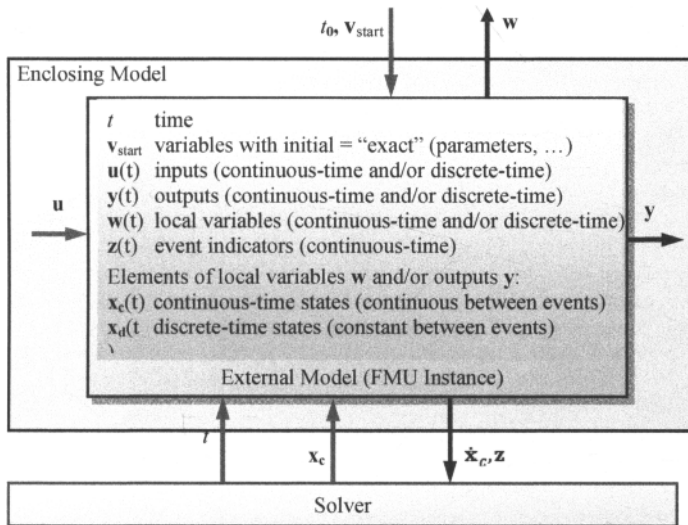 t₀, v_start
w
Enclosing Model
t time
v_start variables with initial = “exact” (parameters, …)
u(t) inputs (continuous-time and/or discrete-time)
y(t) outputs (continuous-time and/or discrete-time)
w(t) local variables (continuous-time and/or discrete-time)
z(t) event indicators (continuous-time)
Elements of local variables w and/or outputs y:
x_c(t) continuous-time states (continuous between events)
x_d(t discrete-time states (constant between events)
)
u
y
External Model (FMU Instance)
t
x_c
ẋ_c, z
Solver